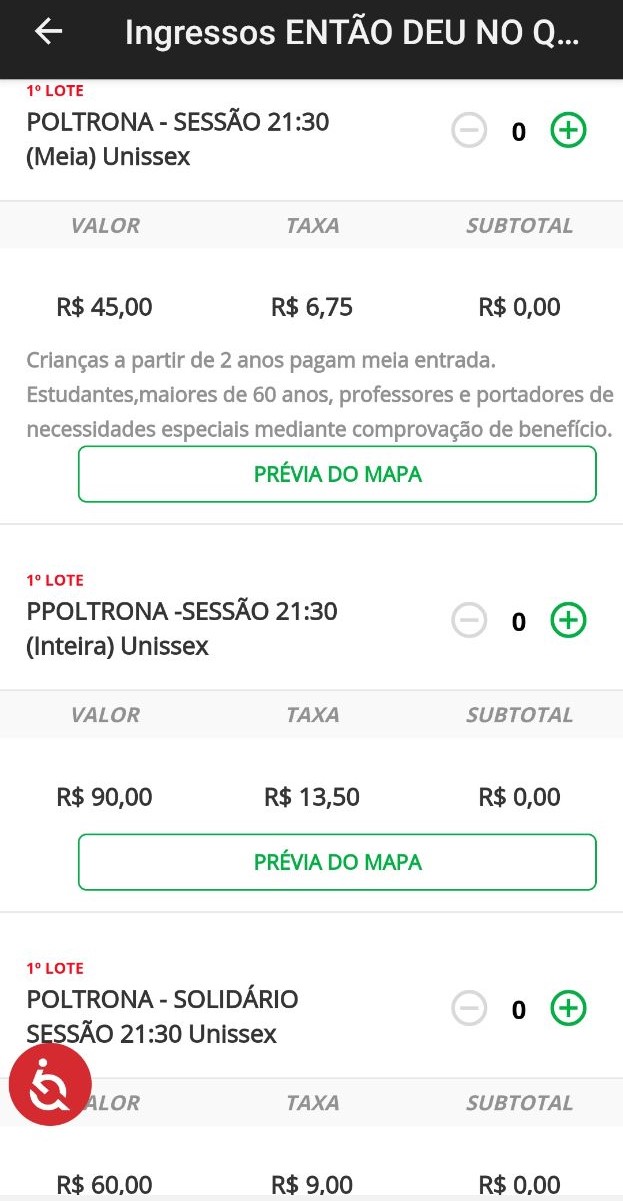 Ingressos ENTÃO DEU NO Q...
1º LOTE
POLTRONA - SESSÃO 21:30
(Meia) Unissex
0
VALOR TAXA SUBTOTAL
R$ 45,00 R$ 6,75 R$ 0,00
Crianças a partir de 2 anos pagam meia entrada.
Estudantes,maiores de 60 anos, professores e portadores de
necessidades especiais mediante comprovação de benefício.
PRÉVIA DO MAPA
1º LOTE
PPOLTRONA -SESSÃO 21:30
(Inteira) Unissex
0
VALOR TAXA SUBTOTAL
R$ 90,00 R$ 13,50 R$ 0,00
PRÉVIA DO MAPA
1º LOTE
POLTRONA - SOLIDÁRIO
SESSÃO 21:30 Unissex
0
ALOR TAXA SUBTOTAL
R$ 60,00 R$ 9,00 R$ 0,00